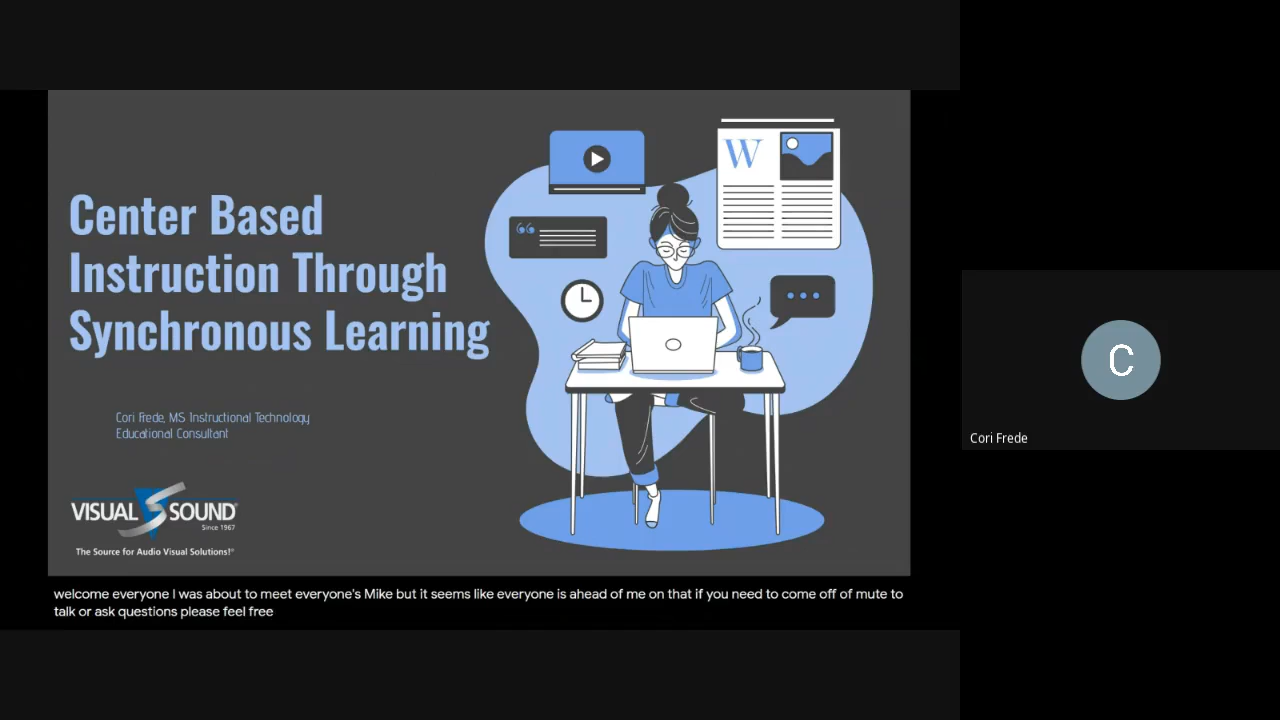 Center Based
Instruction Through
Synchronous Learning
W
Cori Frede, MS Instructional Technology
Educational Consultant
VISUAL S SOUND®
Since 1967
The Source for Audio Visual Solutions!®
welcome everyone I was about to meet everyone's Mike but it seems like everyone is ahead of me on that if you need to come off of mute to
talk or ask questions please feel free
C
Cori Frede